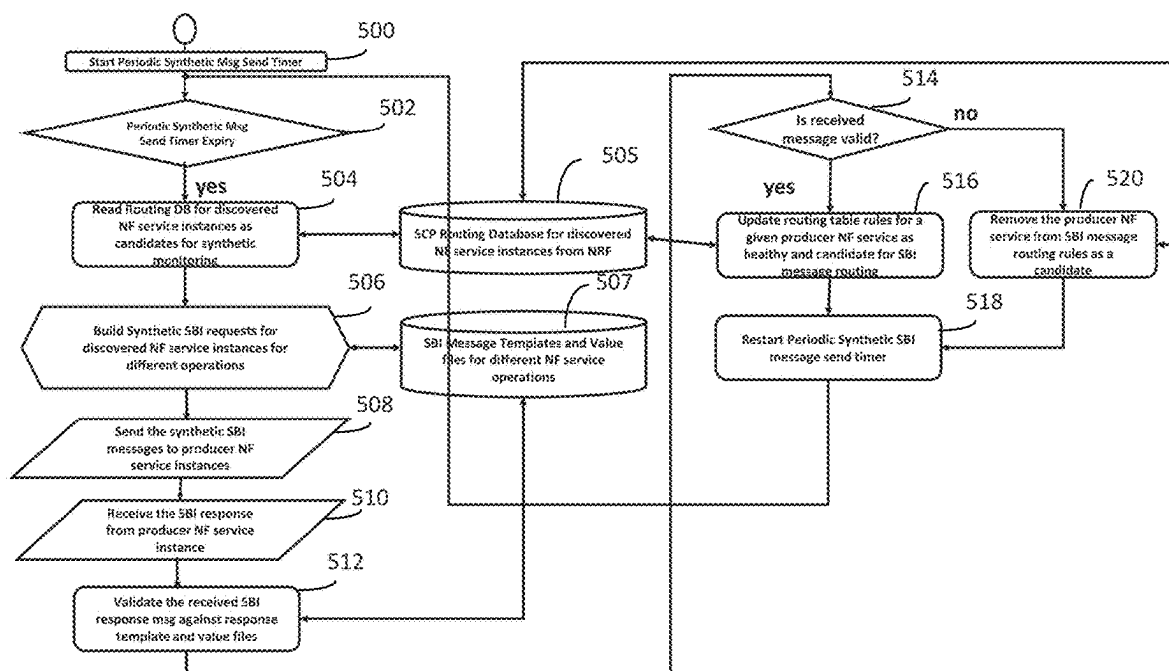 500
Start Periodic Synthetic Msg Send Timer
502
Periodic Synthetic Msg
Send Timer Expiry
yes
504
Read Routing DB for discovered
NF service instances as
candidates for synthetic
monitoring
505
SCP Routing Database for discovered
NF service instances from NRF
506
Build Synthetic SBI requests for
discovered NF service instances for
different operations
507
SBI Message Templates and Value
files for different NF service
operations
508
Send the synthetic SBI
messages to producer NF
service instances
510
Receive the SBI response
from producer NF service
instance
512
Validate the received SBI
response msg against response
template and value files
514
Is received
message valid?
no
yes
516
Update routing table rules for a
given producer NF service as
healthy and candidate for SBI
message routing
520
Remove the producer NF
service from SBI message
routing rules as a
candidate
518
Restart Periodic Synthetic SBI
message send timer